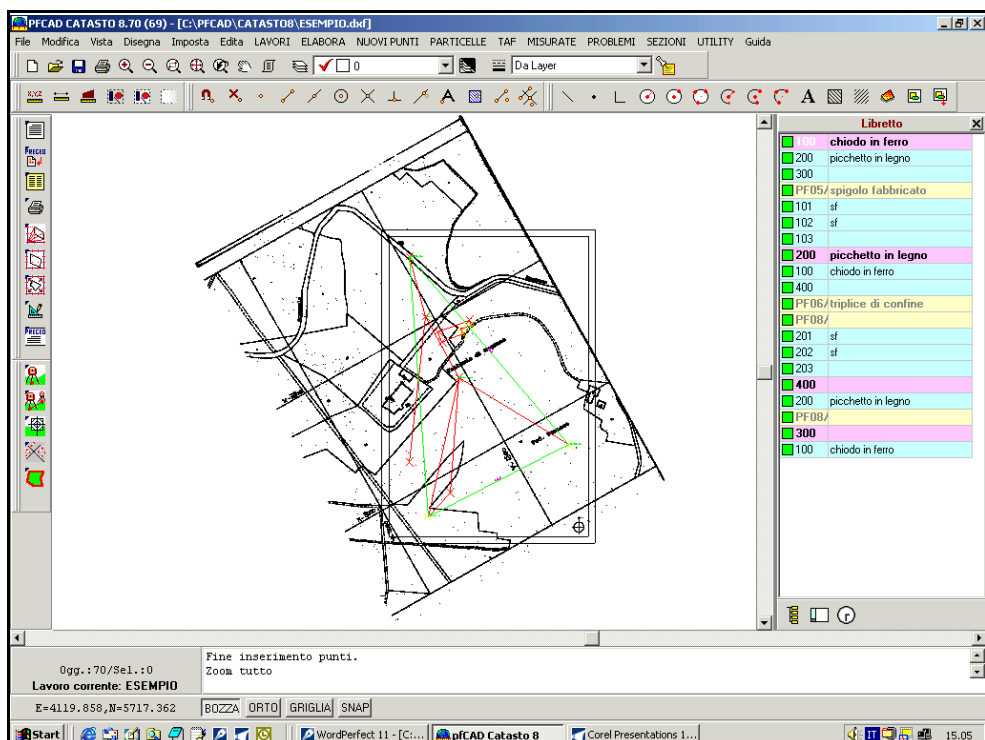 PFCAD CATASTO 8.70 (69) - [C:\PFCAD\CATASTO8\ESEMPIO.dxf]
File Modifica Vista Disegna Imposta Edita LAVORI ELABORA NUOVI PUNTI PARTICELLE TAF MISURATE PROBLEMI SEZIONI UTILITY Guida
0
Da Layer
Libretto
100 chiodo in ferro
200 picchetto in legno
300
PF05/ spigolo fabbricato
101 sf
102 sf
103
200 picchetto in legno
100 chiodo in ferro
400
PF06/ triplice di confine
PF08/
201 sf
202 sf
203
400
200 picchetto in legno
PF08/
300
100 chiodo in ferro
Fine inserimento punti.
Zoom tutto
Ogg.:70/Sel.:0
Lavoro corrente: ESEMPIO
E=4119.858,N=5717.362
BOZZA ORTO GRIGLIA SNAP
Start
WordPerfect 11 - [C:...
pfCAD Catasto 8
Corel Presentations 1...
IT
15.05